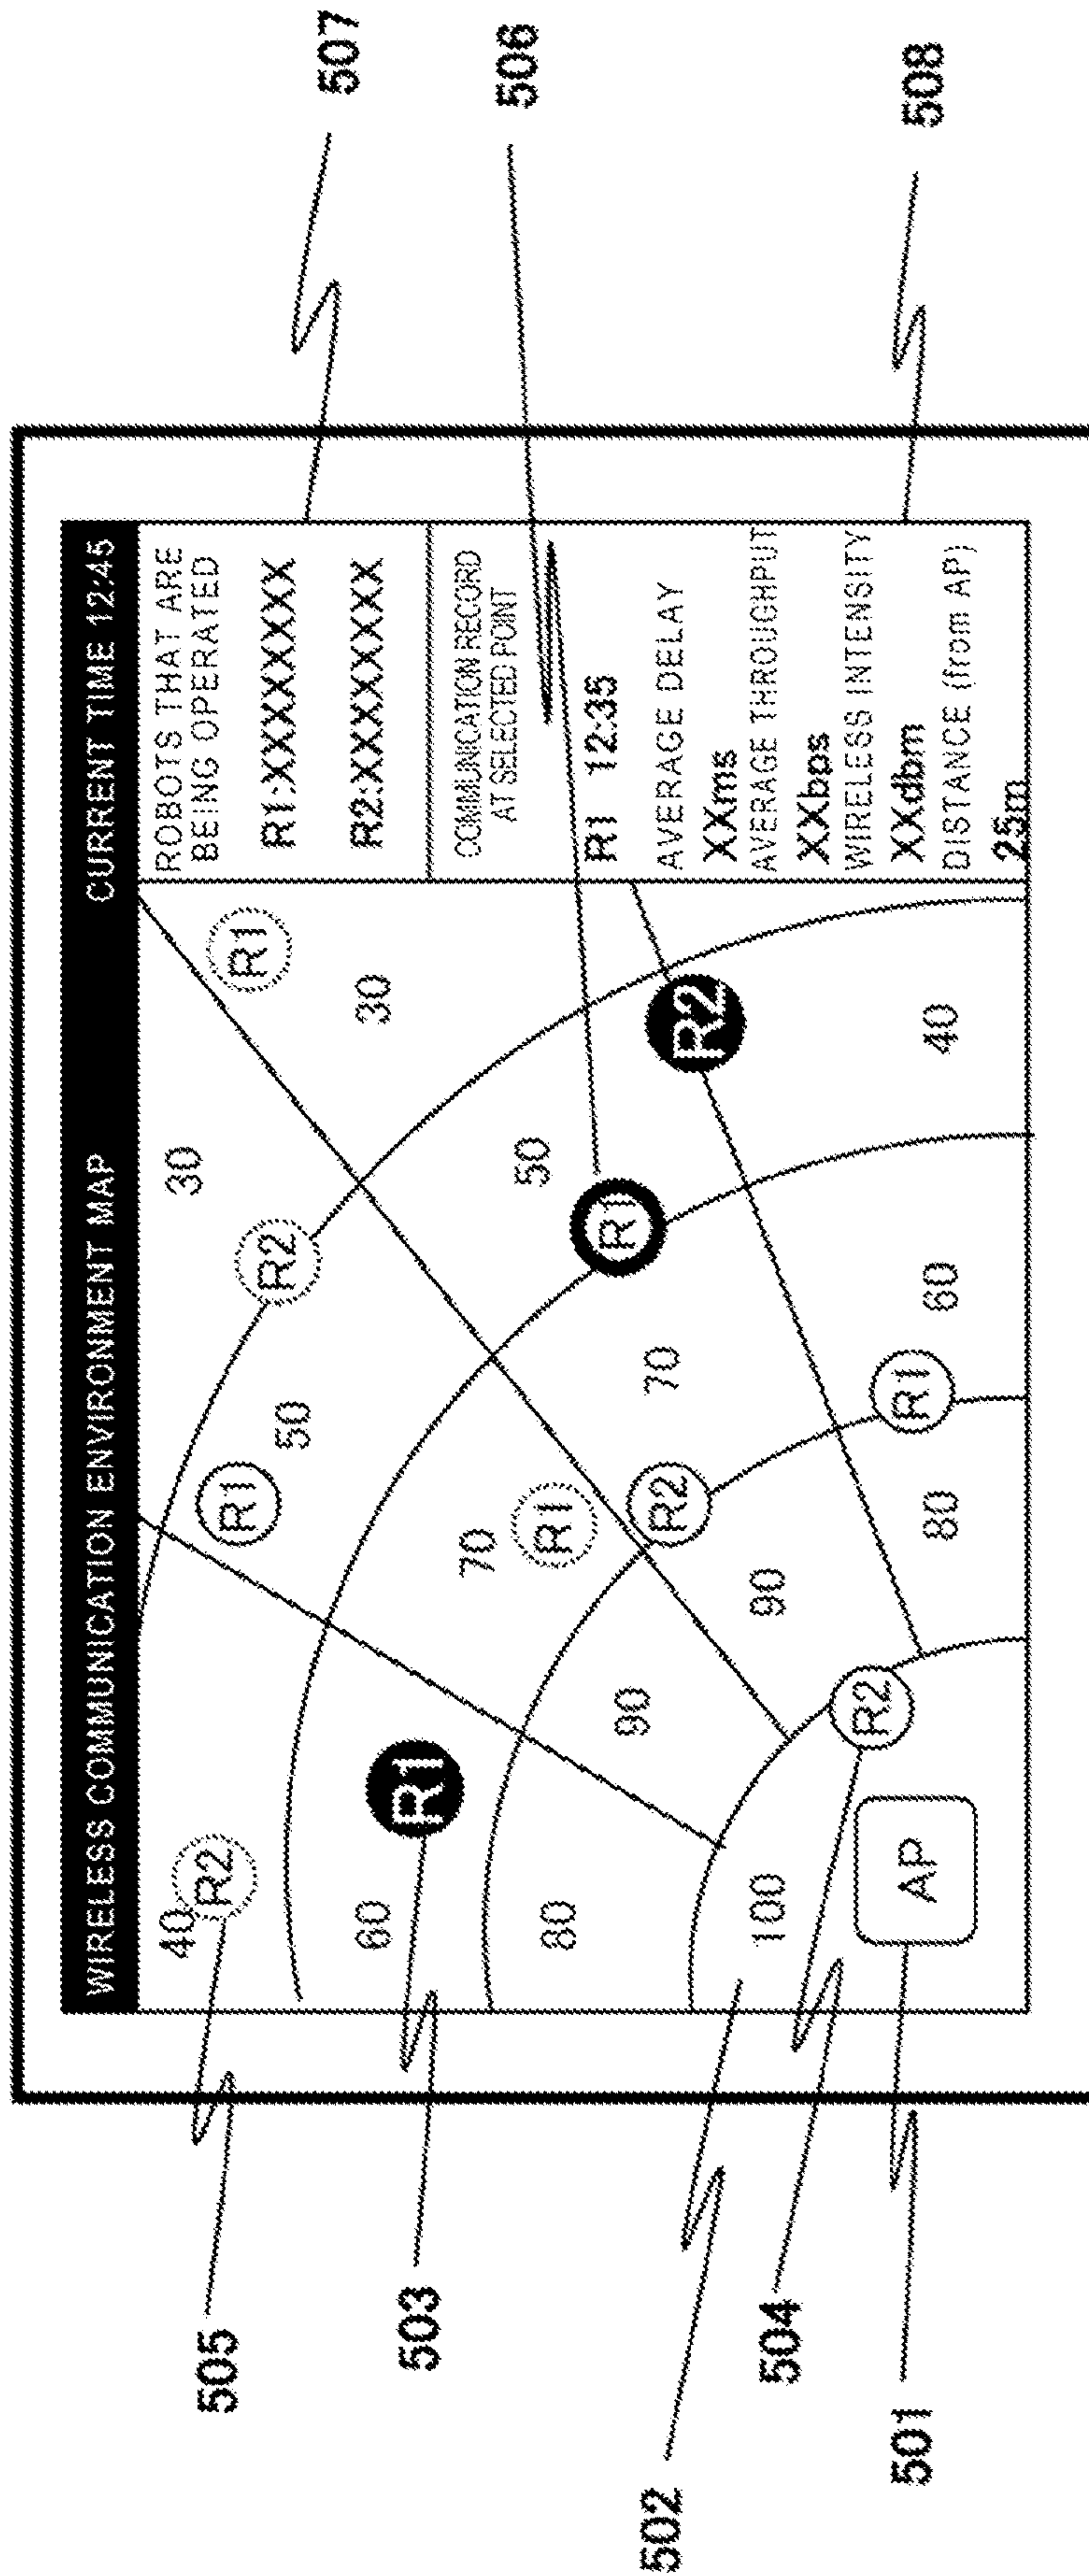 WIRELESS COMMUNICATION ENVIRONMENT MAP
CURRENT TIME 12:45
40
R2
R1
50
R2
30
R1
30
60
R1
70
R1
50
R1
R2
80
90
R2
70
40
100
R2
90
80
R1
60
AP
ROBOTS THAT ARE
BEING OPERATED
R1:XXXXXXX
R2:XXXXXXX
COMMUNICATION RECORD
AT SELECTED POINT
R1 12:35
AVERAGE DELAY
XXms
AVERAGE THROUGHPUT
XXbps
WIRELESS INTENSITY
XXdbm
DISTANCE (from AP)
25m
505
503
502
504
501
507
506
508